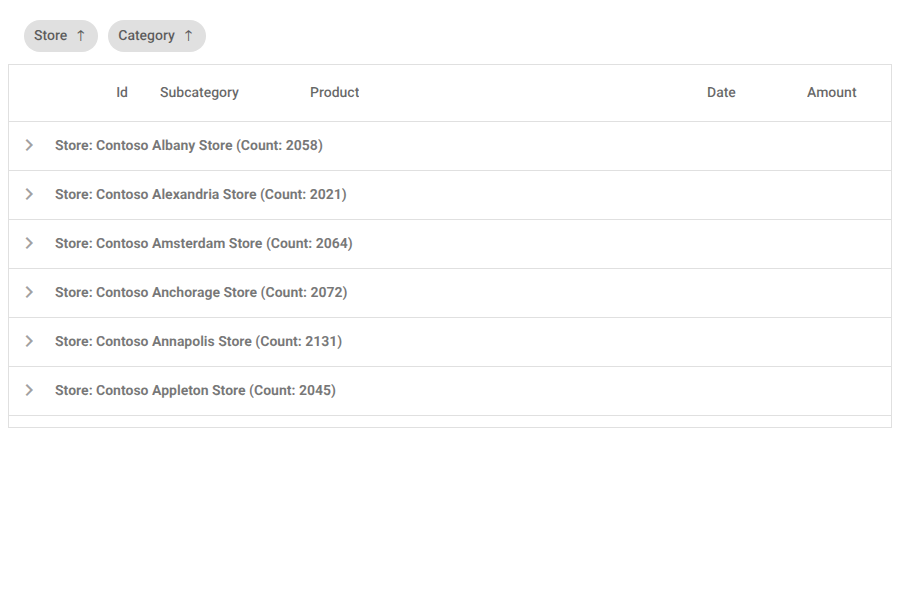 Store ↑ Category ↑
Id Subcategory Product Date Amount
Store: Contoso Albany Store (Count: 2058)
Store: Contoso Alexandria Store (Count: 2021)
Store: Contoso Amsterdam Store (Count: 2064)
Store: Contoso Anchorage Store (Count: 2072)
Store: Contoso Annapolis Store (Count: 2131)
Store: Contoso Appleton Store (Count: 2045)